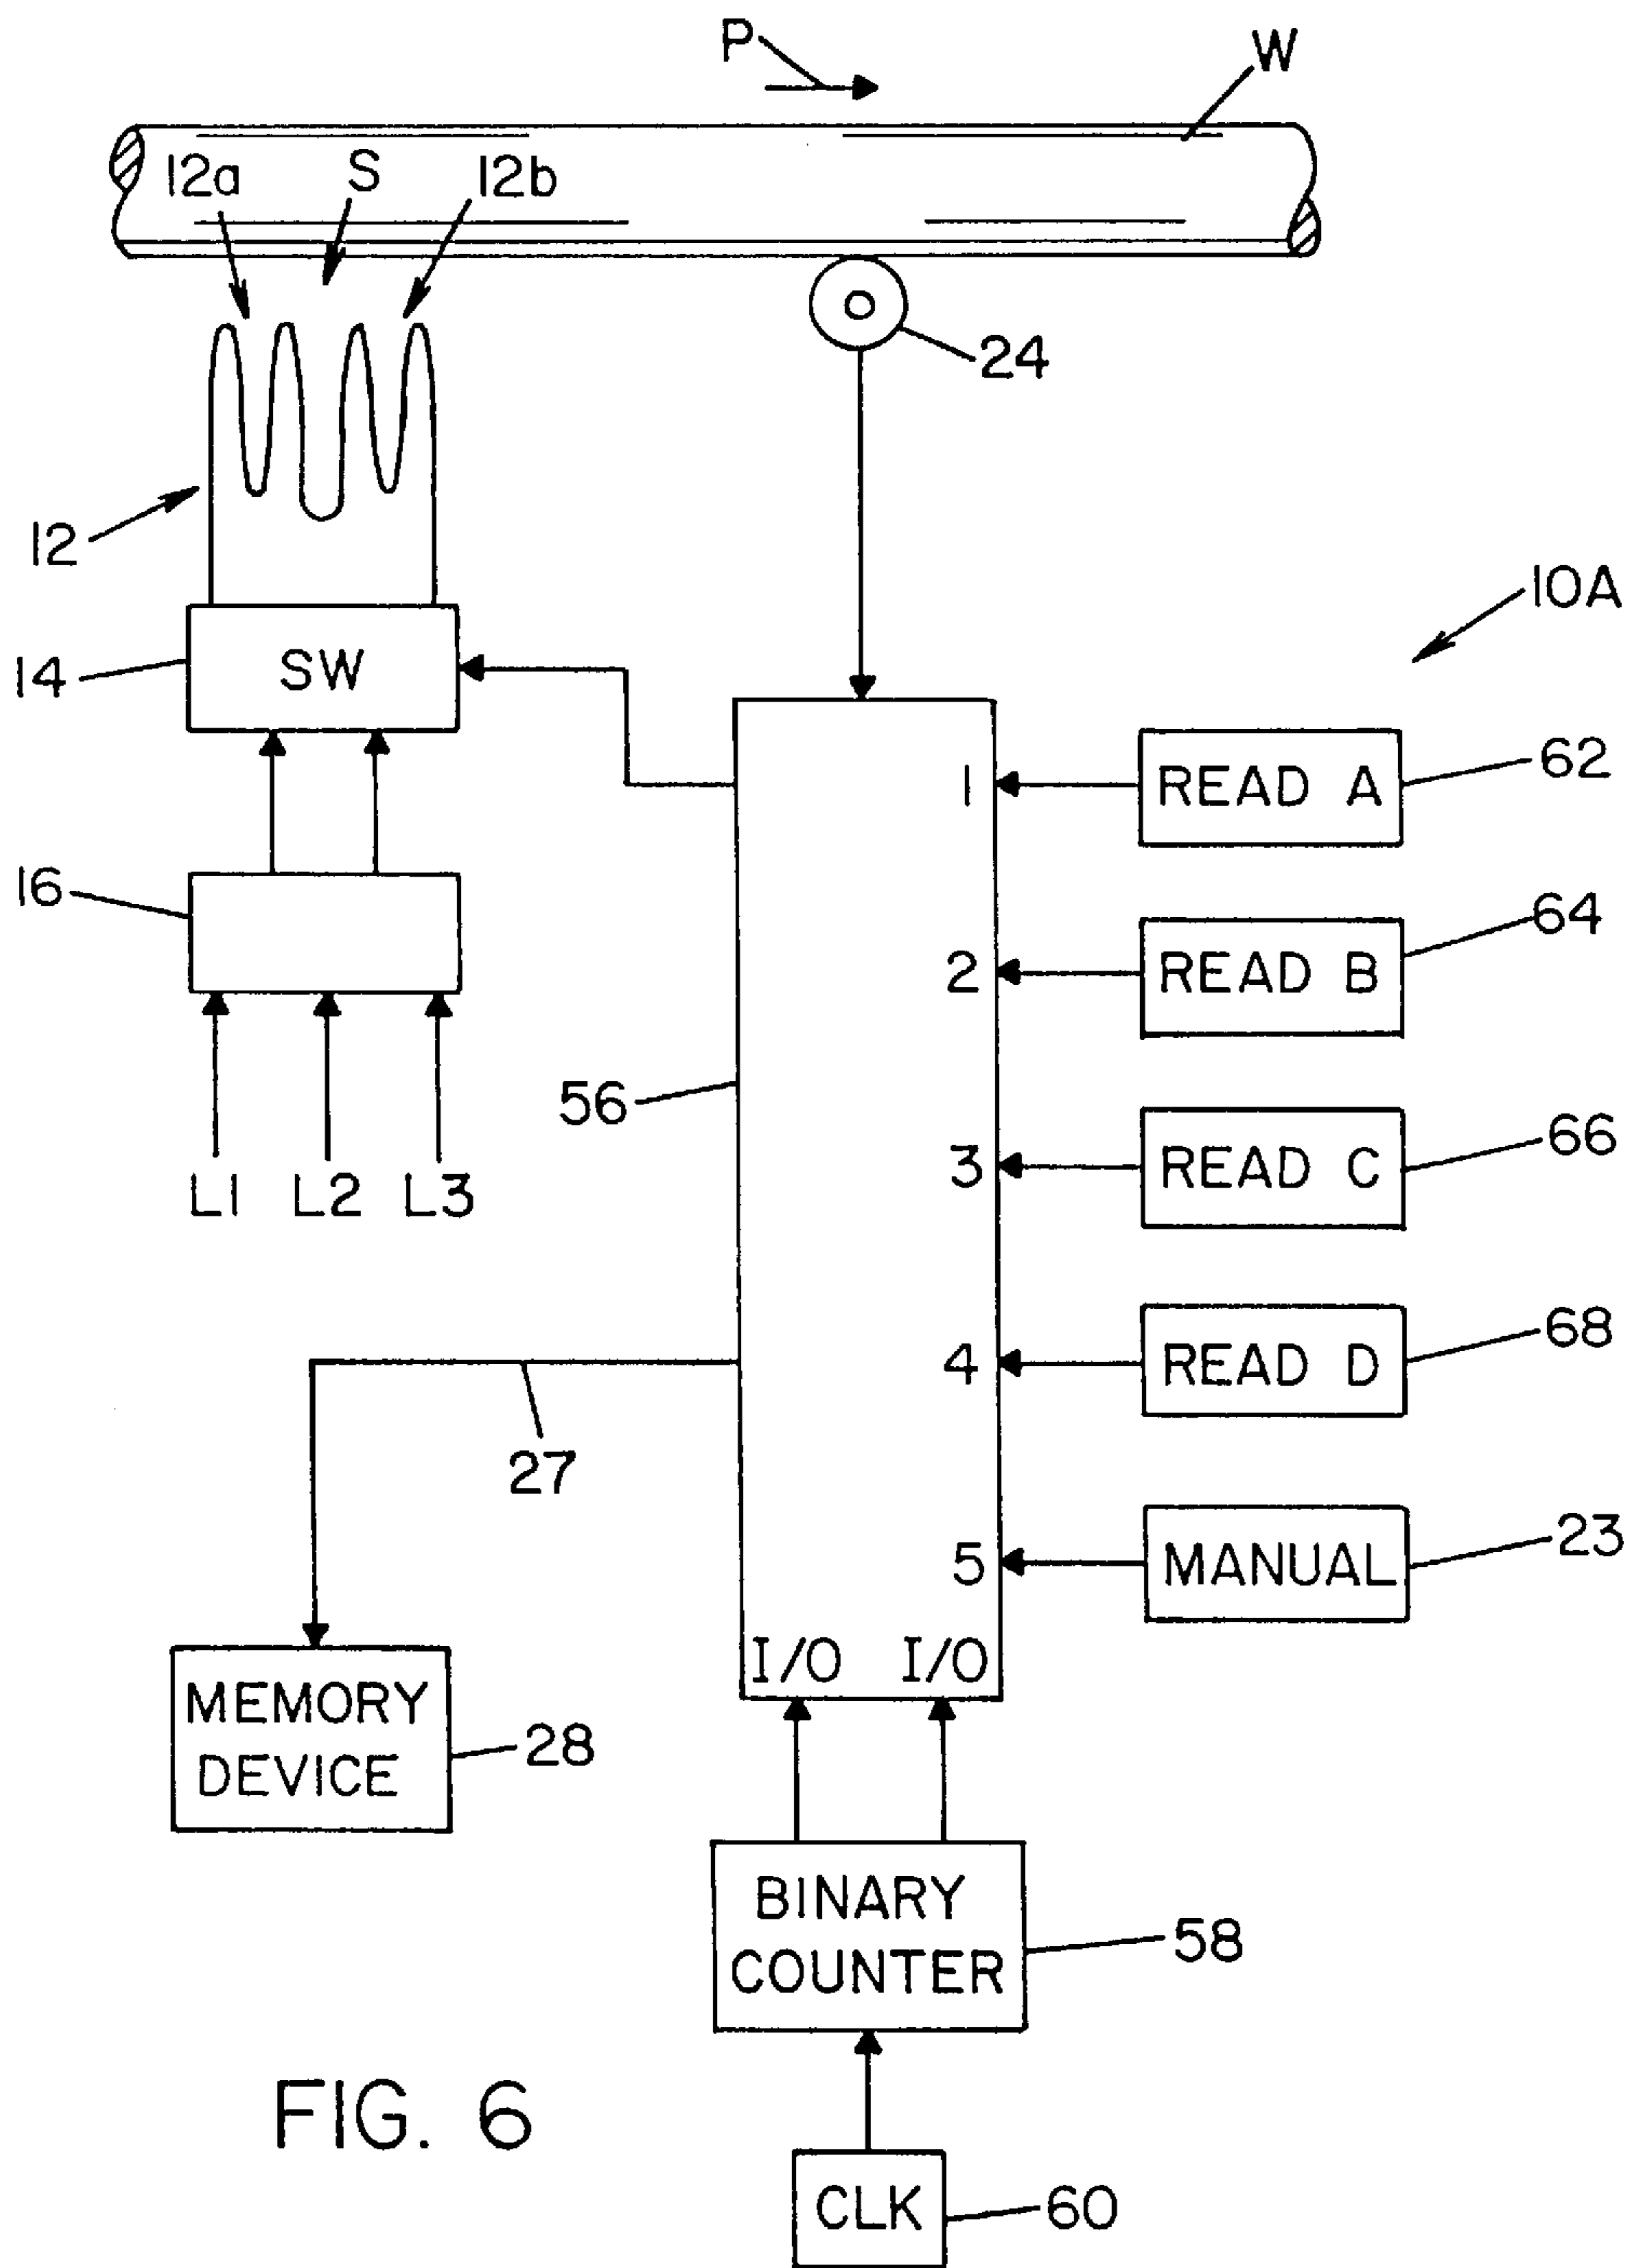 P
W
12a
S
12b
24
12
10A
14
SW
1
READ A
62
16
2
READ B
64
56
3
READ C
66
L1 L2 L3
4
READ D
68
27
5
MANUAL
23
I/O I/O
MEMORY
DEVICE
28
BINARY
COUNTER
58
FIG. 6
CLK
60